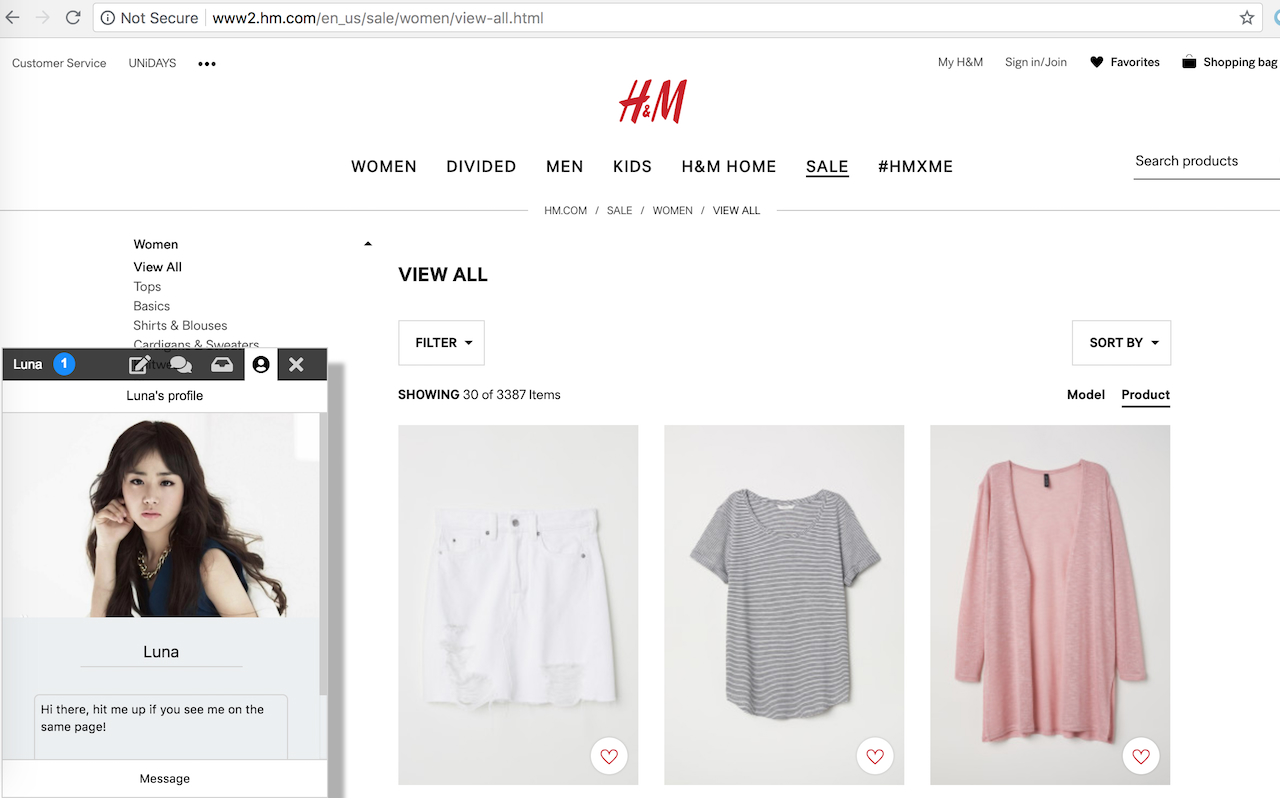 Not Secure
www2.hm.com/en_us/sale/women/view-all.html
Customer Service UNiDAYS •••
My H&M Sign in/Join Favorites Shopping bag
H&M
WOMEN DIVIDED MEN KIDS H&M HOME SALE #HMXME
Search products
HM.COM / SALE / WOMEN / VIEW ALL
Women
View All
Tops
Basics
Shirts & Blouses
Cardigans & Sweaters
VIEW ALL
FILTER
SORT BY
SHOWING 30 of 3387 Items
Model Product
Luna 1
Luna's profile
Luna
Hi there, hit me up if you see me on the
same page!
Message